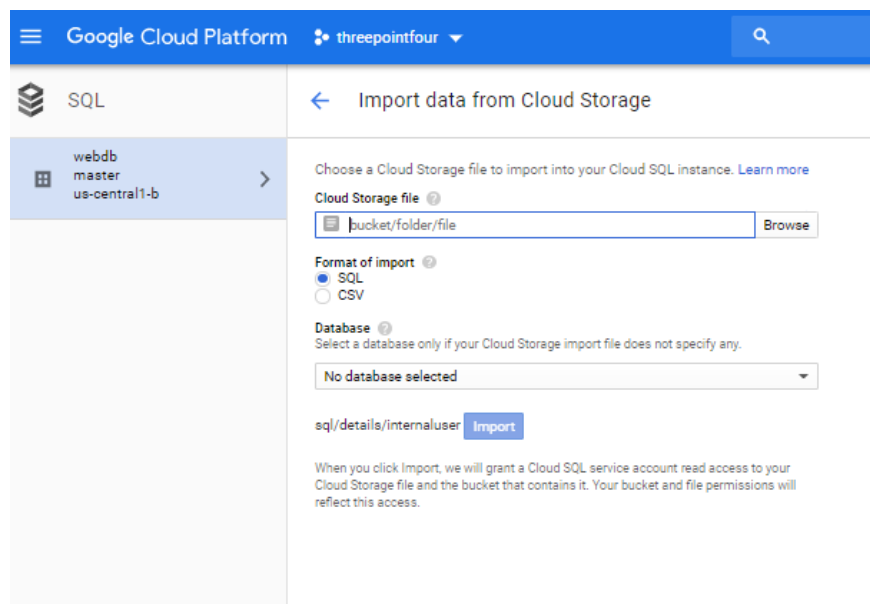 Google Cloud Platform
threepointfour
SQL
Import data from Cloud Storage
webdb
master
us-central1-b
Choose a Cloud Storage file to import into your Cloud SQL instance. Learn more
Cloud Storage file ?
bucket/folder/file
Browse
Format of import ?
SQL
CSV
Database ?
Select a database only if your Cloud Storage import file does not specify any.
No database selected
sql/details/internaluser Import
When you click Import, we will grant a Cloud SQL service account read access to your
Cloud Storage file and the bucket that contains it. Your bucket and file permissions will
reflect this access.